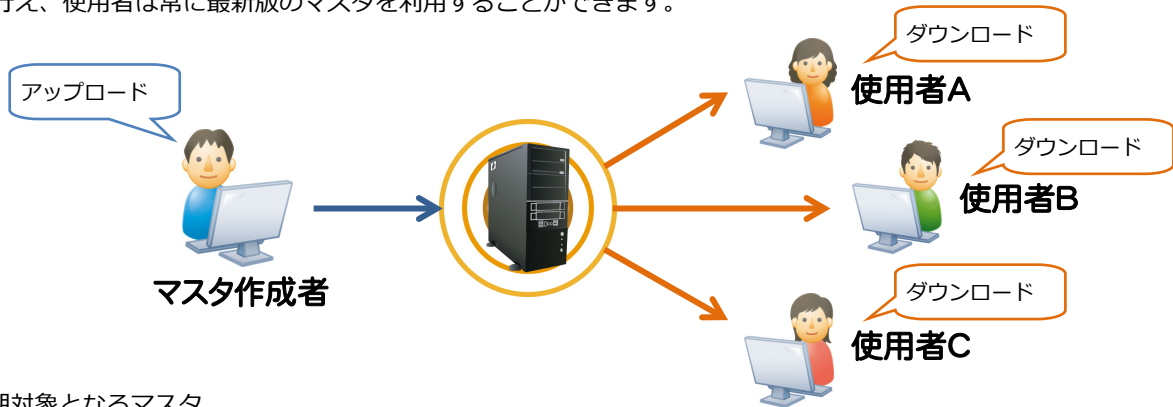 行え、使用者は常に最新版のマスタを利用することができます。
ダウンロード
アップロード
使用者A
ダウンロード
使用者B
マスタ作成者
ダウンロード
使用者C
期対象となるマスタ